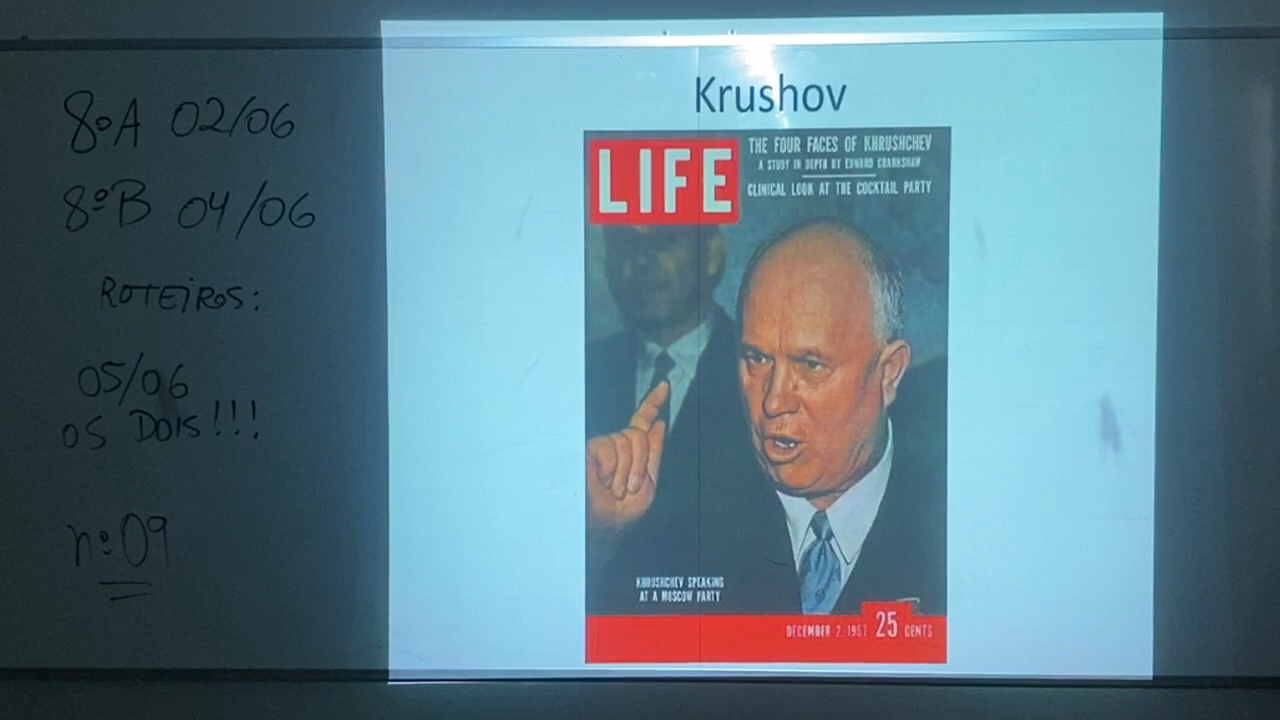 8ºA 02/06
8ºB 04/06
ROTEIROS:
05/06
OS DOIS!!!
nº 09
Krushov
LIFE
THE FOUR FACES OF KHRUSHCHEV
A STUDY IN DEPTH BY EDWARD CRANKSHAW
CLINICAL LOOK AT THE COCKTAIL PARTY
KHRUSHCHEV SPEAKING
AT A MOSCOW PARTY
DECEMBER 2, 1957 25 CENTS